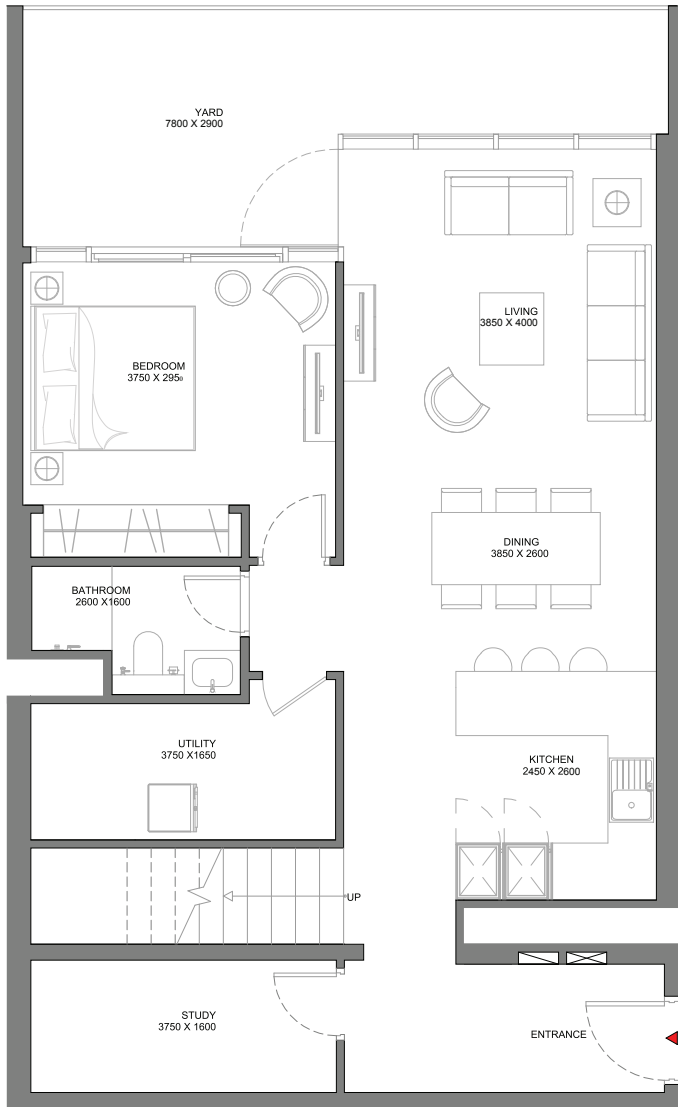 YARD
7800 X 2900
LIVING
3850 X 4000
BEDROOM
3750 X 2950
DINING
3850 X 2600
BATHROOM
2600 X1600
UTILITY
3750 X1650
KITCHEN
2450 X 2600
UP
STUDY
3750 X 1600
ENTRANCE